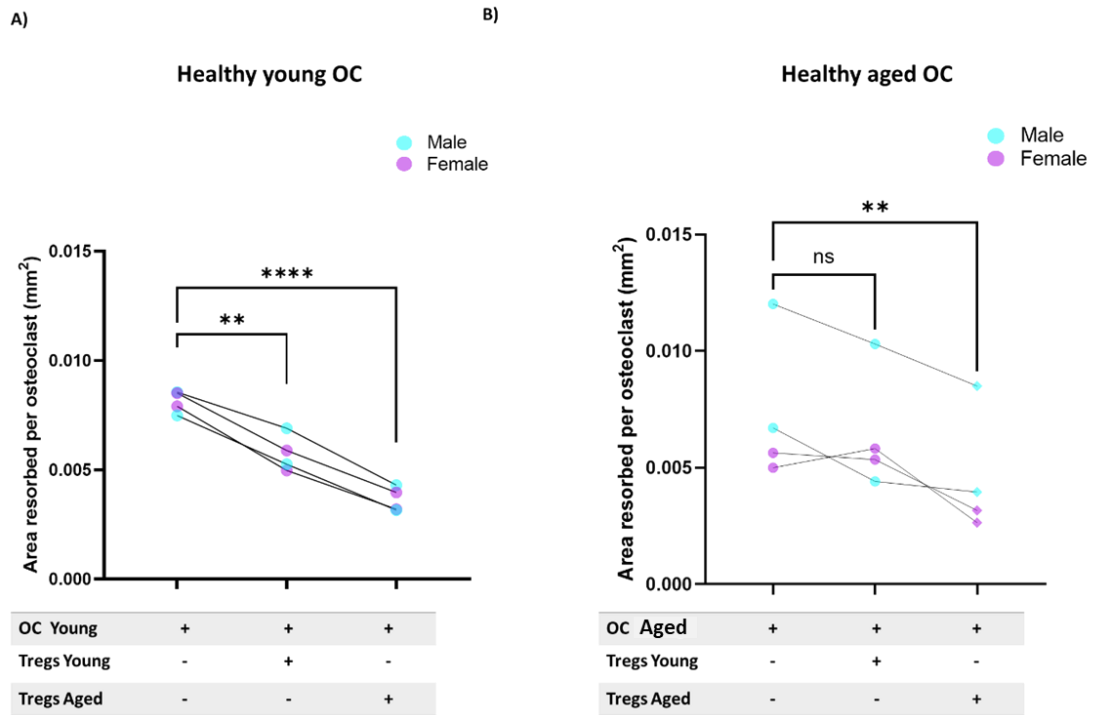 A)
Healthy young OC
Male
Female
Area resorbed per osteoclast (mm²)
0.015
0.010
0.005
0.000
****
**
OC Young + + +
Tregs Young - + -
Tregs Aged - - +
B)
Healthy aged OC
Male
Female
Area resorbed per osteoclast (mm²)
0.015
0.010
0.005
0.000
**
ns
OC Aged + + +
Tregs Young - + -
Tregs Aged - - +